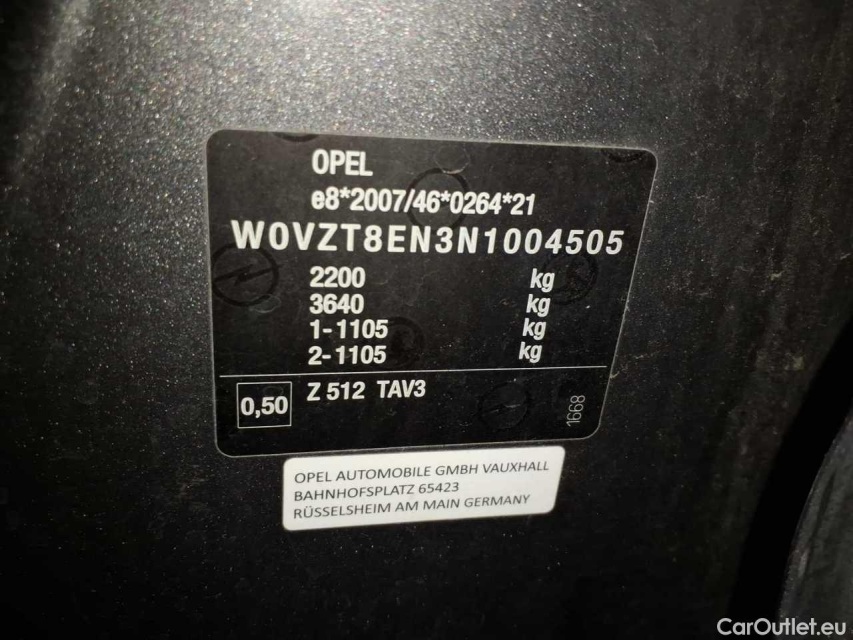 OPEL
e8*2007/46*0264*21
W0VZT8EN3N1004505
2200 kg
3640 kg
1-1105 kg
2-1105 kg
0,50 Z 512 TAV3
1668
OPEL AUTOMOBILE GMBH VAUXHALL
BAHNHOFSPLATZ 65423
RÜSSELSHEIM AM MAIN GERMANY
CarOutlet.eu